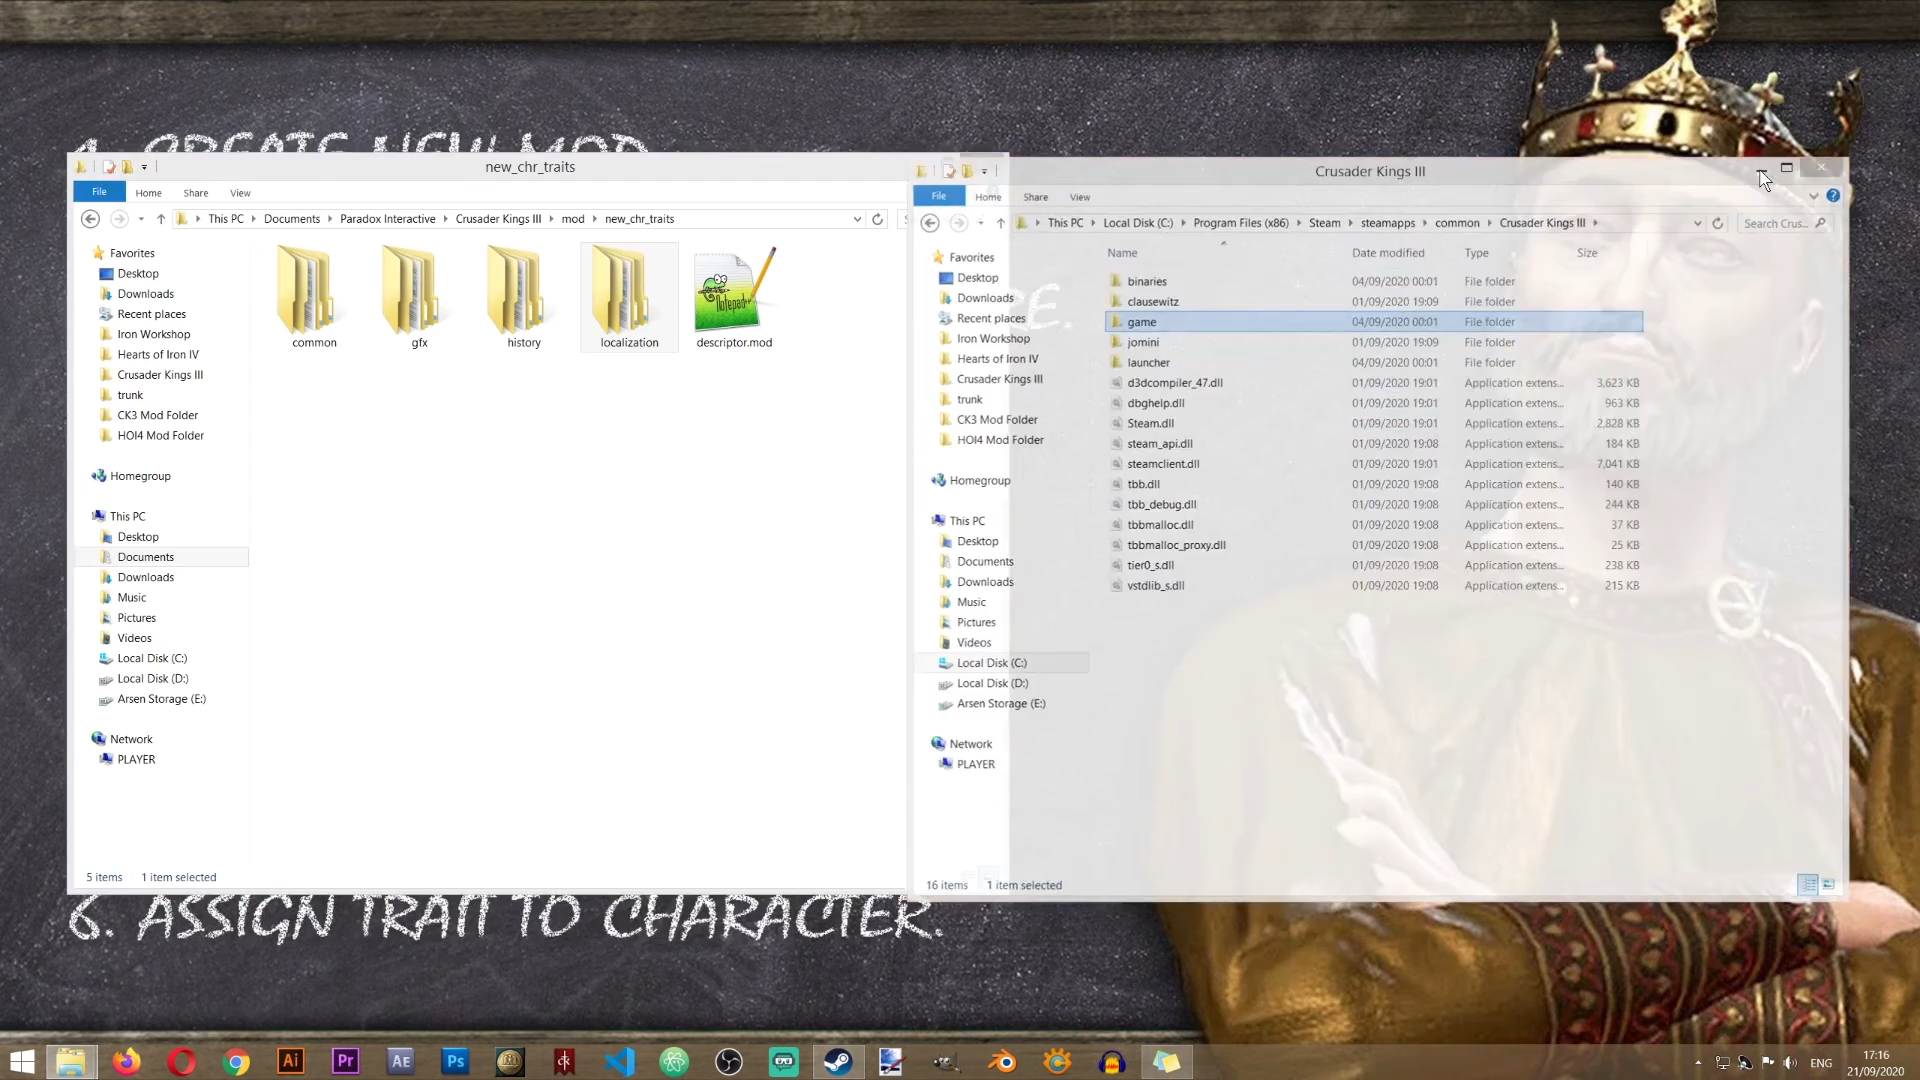 4. CREATE NEW MOD
new_chr_traits
File
Home
Share
View
This PC
Documents
Paradox Interactive
Crusader Kings III
mod
new_chr_traits
Favorites
Desktop
Downloads
Recent places
Iron Workshop
Hearts of Iron IV
Crusader Kings III
trunk
CK3 Mod Folder
HOI4 Mod Folder
Homegroup
This PC
Desktop
Documents
Downloads
Music
Pictures
Videos
Local Disk (C:)
Local Disk (D:)
Arsen Storage (E:)
Network
PLAYER
common
gfx
history
localization
descriptor.mod
5 items
1 item selected
Crusader Kings III
File
Home
Share
View
This PC
Local Disk (C:)
Program Files (x86)
Steam
steamapps
common
Crusader Kings III
Search Crus...
Favorites
Desktop
Downloads
Recent places
Iron Workshop
Hearts of Iron IV
Crusader Kings III
trunk
CK3 Mod Folder
HOI4 Mod Folder
Homegroup
This PC
Desktop
Documents
Downloads
Music
Pictures
Videos
Local Disk (C:)
Local Disk (D:)
Arsen Storage (E:)
Network
PLAYER
Name Date modified Type Size
binaries 04/09/2020 00:01 File folder
clausewitz 01/09/2020 19:09 File folder
game 04/09/2020 00:01 File folder
jomini 01/09/2020 19:09 File folder
launcher 04/09/2020 00:01 File folder
d3dcompiler_47.dll 01/09/2020 19:01 Application extens... 3,623 KB
dbghelp.dll 01/09/2020 19:01 Application extens... 963 KB
Steam.dll 01/09/2020 19:01 Application extens... 2,828 KB
steam_api.dll 01/09/2020 19:08 Application extens... 184 KB
steamclient.dll 01/09/2020 19:01 Application extens... 7,041 KB
tbb.dll 01/09/2020 19:08 Application extens... 140 KB
tbb_debug.dll 01/09/2020 19:08 Application extens... 244 KB
tbbmalloc.dll 01/09/2020 19:08 Application extens... 37 KB
tbbmalloc_proxy.dll 01/09/2020 19:08 Application extens... 25 KB
tier0_s.dll 01/09/2020 19:08 Application extens... 238 KB
vstdlib_s.dll 01/09/2020 19:08 Application extens... 215 KB
16 items
1 item selected
6. ASSIGN TRAIT TO CHARACTER.
Ai
Pr
AE
Ps
ENG
17:16
21/09/2020